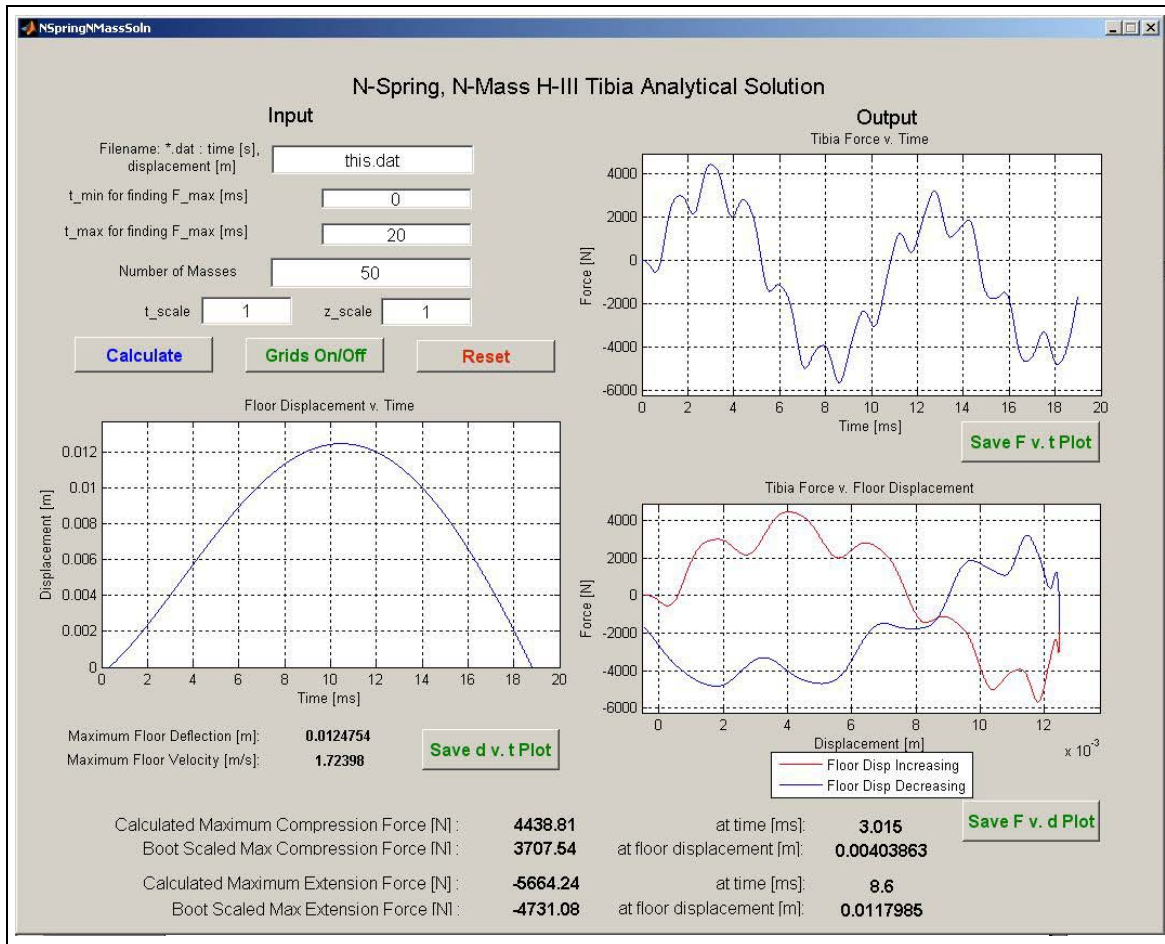 NSpringNMassSoln
N-Spring, N-Mass H-III Tibia Analytical Solution
Input
Filename: *.dat : time [s],
displacement [m]
this.dat
t_min for finding F_max [ms]
0
t_max for finding F_max [ms]
20
Number of Masses
50
t_scale
1
z_scale
1
Calculate
Grids On/Off
Reset
Floor Displacement v. Time
Displacement [m]
0.012
0.01
0.008
0.006
0.004
0.002
0
0 2 4 6 8 10 12 14 16 18 20
Time [ms]
Maximum Floor Deflection [m]: 0.0124754
Maximum Floor Velocity [m/s]: 1.72398
Save d v. t Plot
Output
Tibia Force v. Time
Force [N]
4000
2000
0
-2000
-4000
-6000
0 2 4 6 8 10 12 14 16 18 20
Time [ms]
Save F v. t Plot
Tibia Force v. Floor Displacement
Force [N]
4000
2000
0
-2000
-4000
-6000
0 2 4 6 8 10 12
Displacement [m]
x 10-3
Floor Disp Increasing
Floor Disp Decreasing
Save F v. d Plot
Calculated Maximum Compression Force [N] : 4438.81 at time [ms]: 3.015
Boot Scaled Max Compression Force [N] : 3707.54 at floor displacement [m]: 0.00403863
Calculated Maximum Extension Force [N] : -5664.24 at time [ms]: 8.6
Boot Scaled Max Extension Force [N] : -4731.08 at floor displacement [m]: 0.0117985